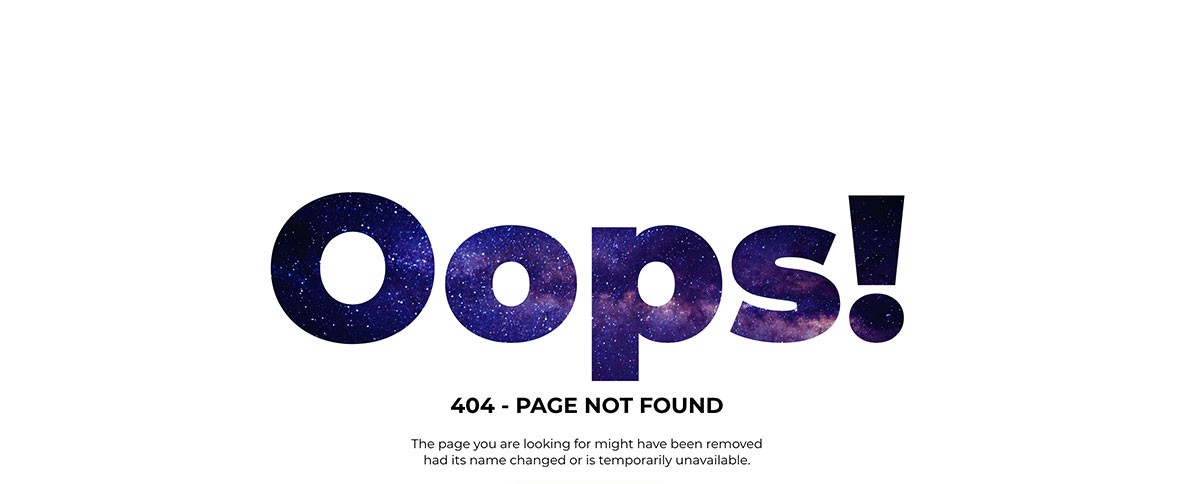 Oops!
404 - PAGE NOT FOUND
The page you are looking for might have been removed
had its name changed or is temporarily unavailable.